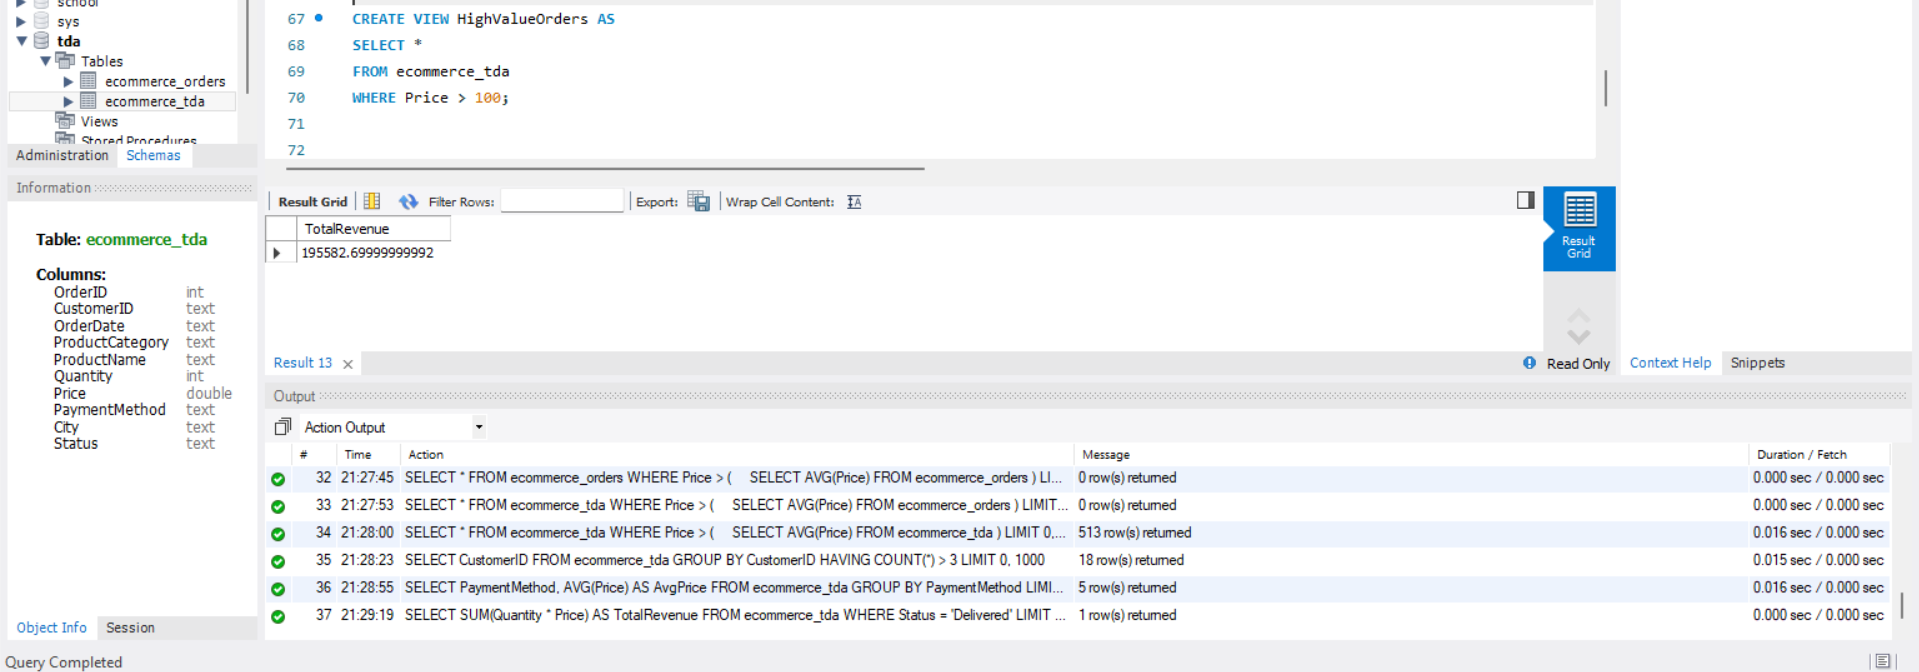 school
sys
tda
Tables
ecommerce_orders
ecommerce_tda
Views
Stored Procedures
Administration Schemas
Information
Table: ecommerce_tda
Columns:
OrderID int
CustomerID text
OrderDate text
ProductCategory text
ProductName text
Quantity int
Price double
PaymentMethod text
City text
Status text
Object Info Session
67 CREATE VIEW HighValueOrders AS
68 SELECT *
69 FROM ecommerce_tda
70 WHERE Price > 100;
71
72
Result Grid Filter Rows: Export: Wrap Cell Content:
TotalRevenue
195582.69999999992
Result Grid
Result 13 Read Only
Context Help Snippets
Output
Action Output
# Time Action Message Duration / Fetch
32 21:27:45 SELECT * FROM ecommerce_orders WHERE Price > ( SELECT AVG(Price) FROM ecommerce_orders ) LI... 0 row(s) returned 0.000 sec / 0.000 sec
33 21:27:53 SELECT * FROM ecommerce_tda WHERE Price > ( SELECT AVG(Price) FROM ecommerce_orders ) LIMIT... 0 row(s) returned 0.000 sec / 0.000 sec
34 21:28:00 SELECT * FROM ecommerce_tda WHERE Price > ( SELECT AVG(Price) FROM ecommerce_tda ) LIMIT 0,... 513 row(s) returned 0.016 sec / 0.000 sec
35 21:28:23 SELECT CustomerID FROM ecommerce_tda GROUP BY CustomerID HAVING COUNT(*) > 3 LIMIT 0, 1000 18 row(s) returned 0.015 sec / 0.000 sec
36 21:28:55 SELECT PaymentMethod, AVG(Price) AS AvgPrice FROM ecommerce_tda GROUP BY PaymentMethod LIMI... 5 row(s) returned 0.016 sec / 0.000 sec
37 21:29:19 SELECT SUM(Quantity * Price) AS TotalRevenue FROM ecommerce_tda WHERE Status = 'Delivered' LIMIT ... 1 row(s) returned 0.000 sec / 0.000 sec
Query Completed